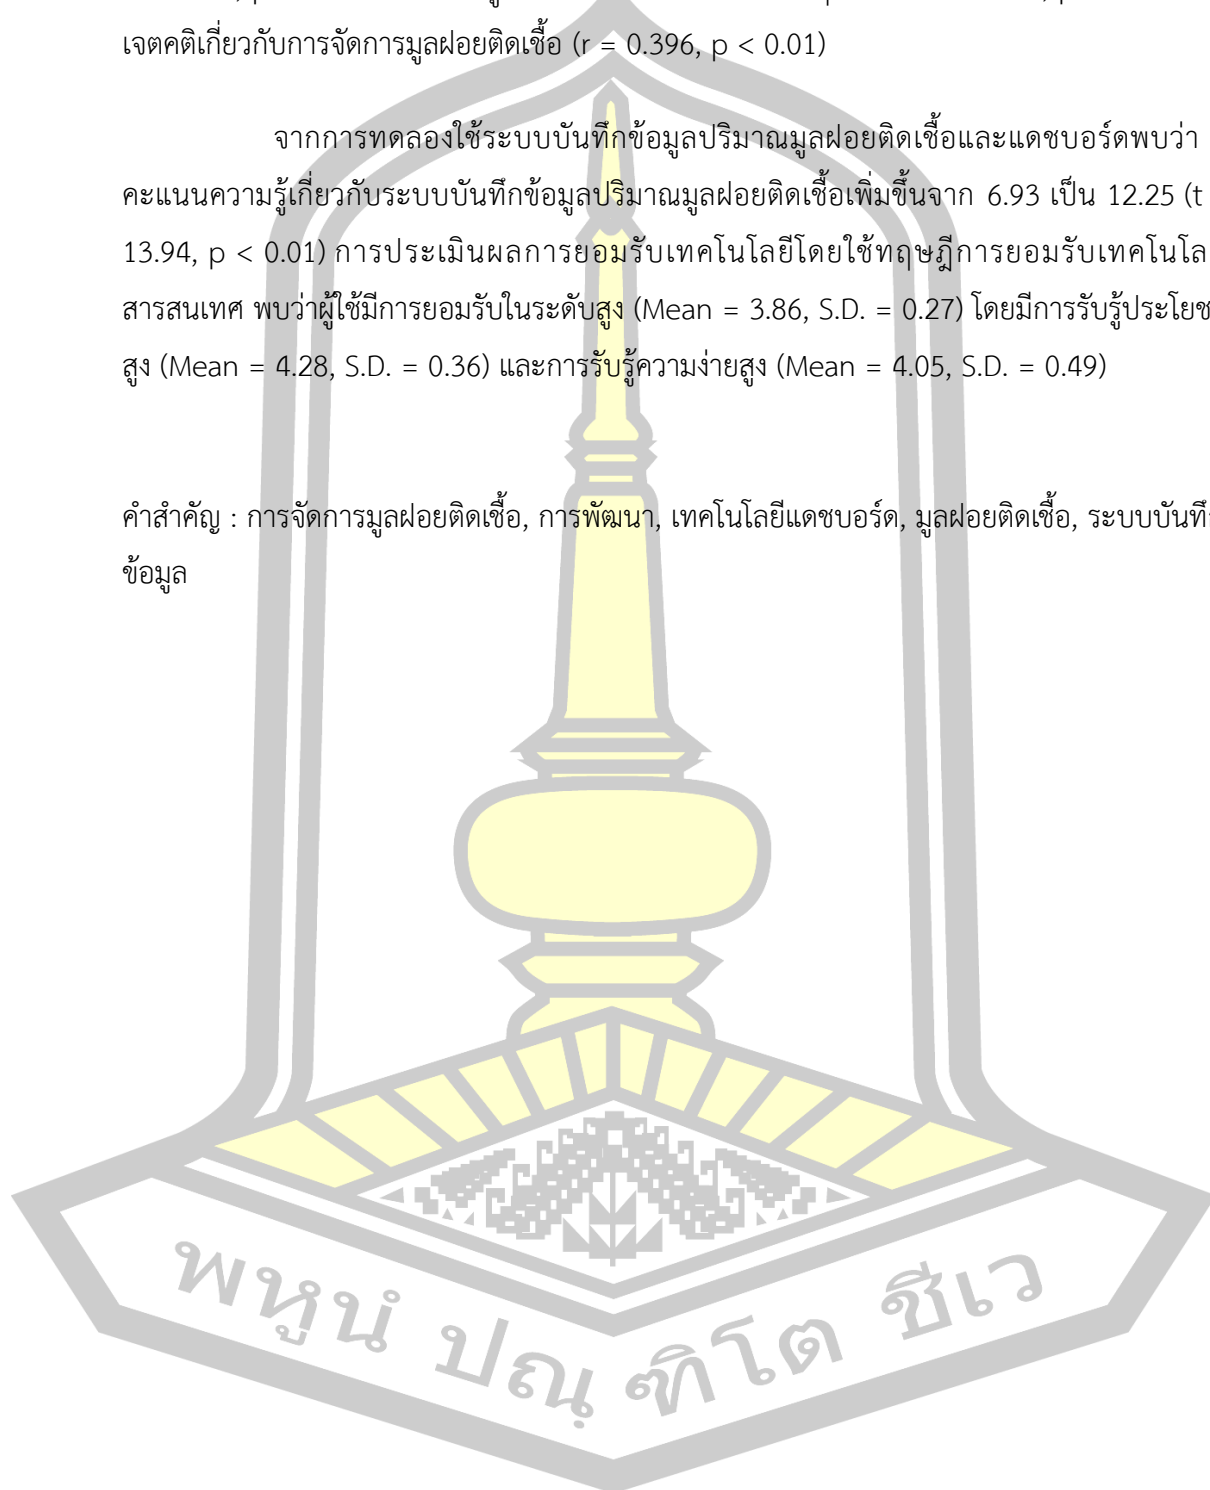 เจตคติเกี่ยวกับการจัดการมูลฝอยติดเชื้อ (r = 0.396, p < 0.01)
จากการทดลองใช้ระบบบันทึกข้อมูลปริมาณมูลฝอยติดเชื้อและแดชบอร์ดพบว่า
คะแนนความรู้เกี่ยวกับระบบบันทึกข้อมูลปริมาณมูลฝอยติดเชื้อเพิ่มขึ้นจาก 6.93 เป็น 12.25 (t
13.94, p < 0.01) การประเมินผลการยอมรับเทคโนโลยีโดยใช้ทฤษฎีการยอมรับเทคโนโล
สารสนเทศ พบว่าผู้ใช้มีการยอมรับในระดับสูง (Mean = 3.86, S.D. = 0.27) โดยมีการรับรู้ประโยช
สูง (Mean = 4.28, S.D. = 0.36) และการรับรู้ความง่ายสูง (Mean = 4.05, S.D. = 0.49)
คำสำคัญ : การจัดการมูลฝอยติดเชื้อ, การพัฒนา, เทคโนโลยีแดชบอร์ด, มูลฝอยติดเชื้อ, ระบบบันทึ
ข้อมูล
พหูนํ ปณฺฑิโต ชีเว